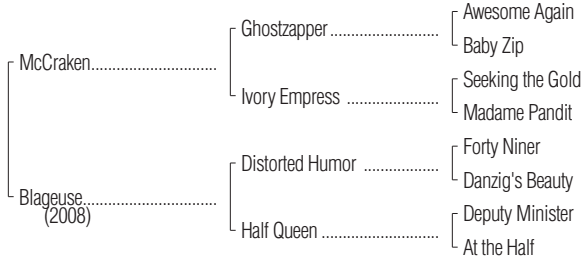 Awesome Again
Ghostzapper
Baby Zip
McCraken
Seeking the Gold
Ivory Empress
Madame Pandit
Forty Niner
Distorted Humor
Danzig's Beauty
Blageuse
(2008)
Deputy Minister
Half Queen
At the Half